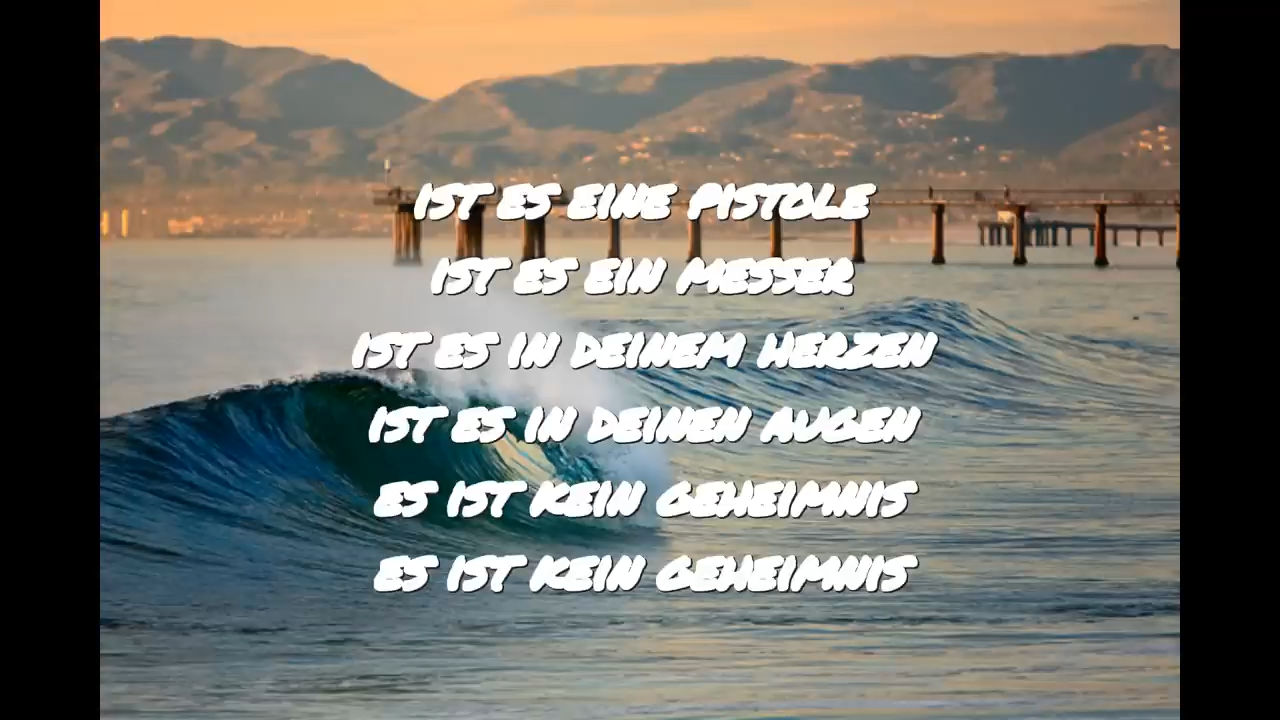 IST ES EINE PISTOLE
IST ES EIN MESSER
IST ES IN DEINEM HERZEN
IST ES IN DEINEN AUGEN
ES IST KEIN GEHEIMNIS
ES IST KEIN GEHEIMNIS